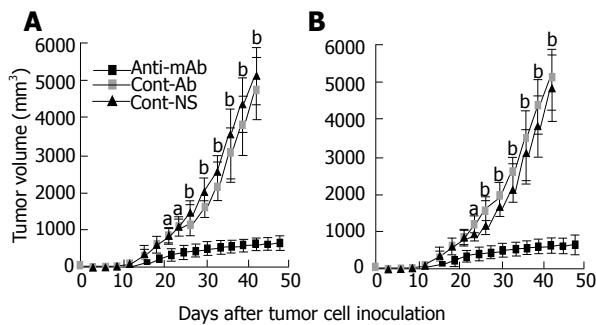 A
B
6000
5000
4000
3000
2000
1000
0
Tumor volume (mm³)
Anti-mAb
Cont-Ab
Cont-NS
a
a
b
b
b
b
b
b
0 10 20 30 40 50
6000
5000
4000
3000
2000
1000
0
a
b
b
b
b
b
b
0 10 20 30 40 50
Days after tumor cell inoculation